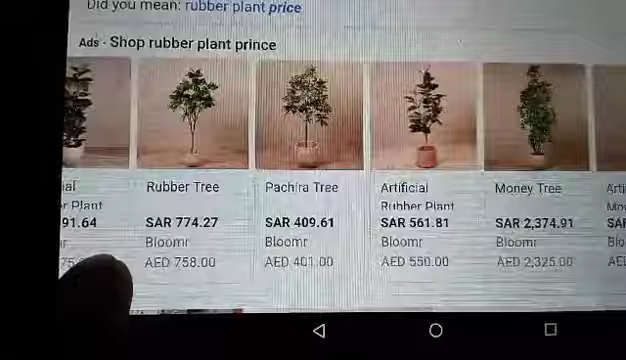 Did you mean: rubber plant price
Ads - Shop rubber plant prince
Rubber Tree
SAR 774.27
Bloomr
AED 758.00
Pachira Tree
SAR 409.61
Bloomr
AED 401.00
Artificial
Rubber Plant
SAR 561.81
Bloomr
AED 550.00
Money Tree
SAR 2,374.91
Bloomr
AED 2,325.00
91.64